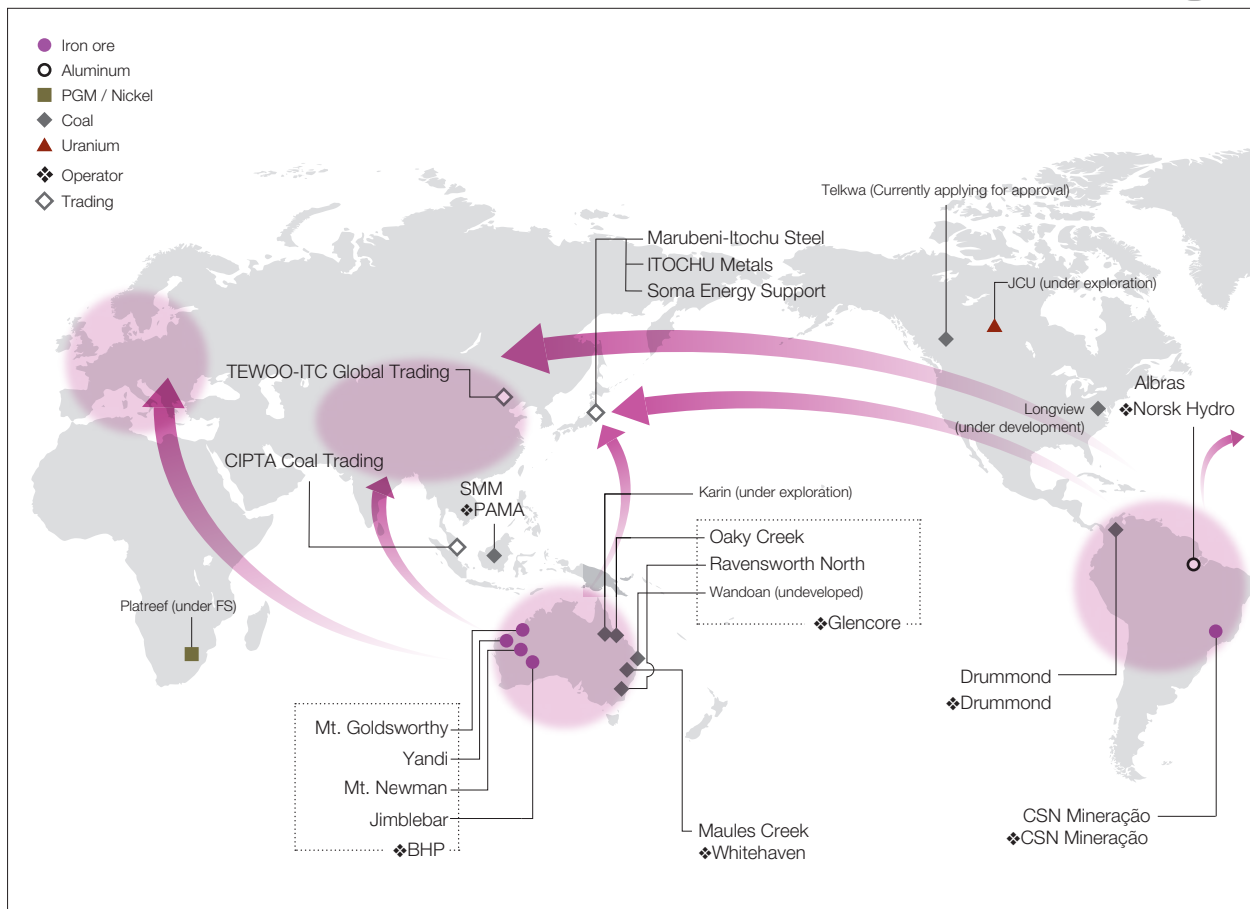 Iron ore
Aluminum
PGM / Nickel
Coal
Uranium
Operator
Trading
Telkwa (Currently applying for approval)
Marubeni-Itochu Steel
ITOCHU Metals
Soma Energy Support
JCU (under exploration)
TEWOO-ITC Global Trading
Albras
❖Norsk Hydro
Longview
(under development)
CIPTA Coal Trading
SMM
❖PAMA
Karin (under exploration)
Oaky Creek
Ravensworth North
Wandoan (undeveloped)
❖Glencore
Platreef (under FS)
Drummond
❖Drummond
Mt. Goldsworthy
Yandi
Mt. Newman
Jimblebar
❖BHP
Maules Creek
❖Whitehaven
CSN Mineração
❖CSN Mineração